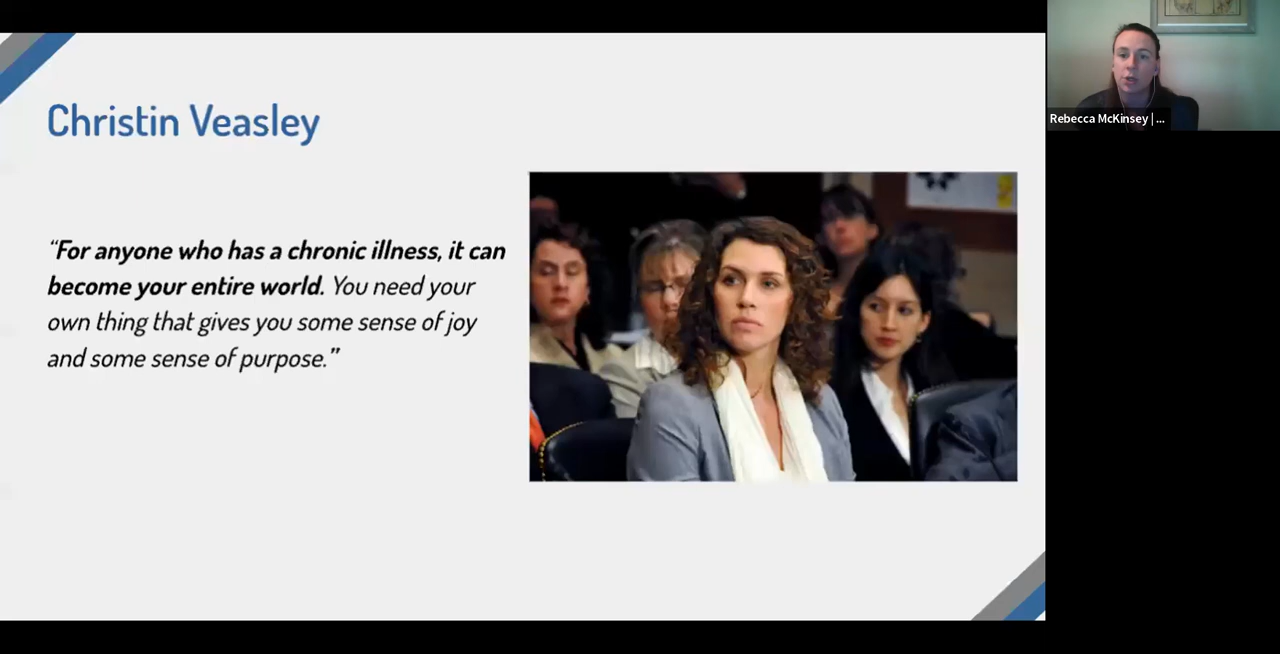 Christin Veasley
“For anyone who has a chronic illness, it can
become your entire world. You need your
own thing that gives you some sense of joy
and some sense of purpose.”
Rebecca McKinsey | ...